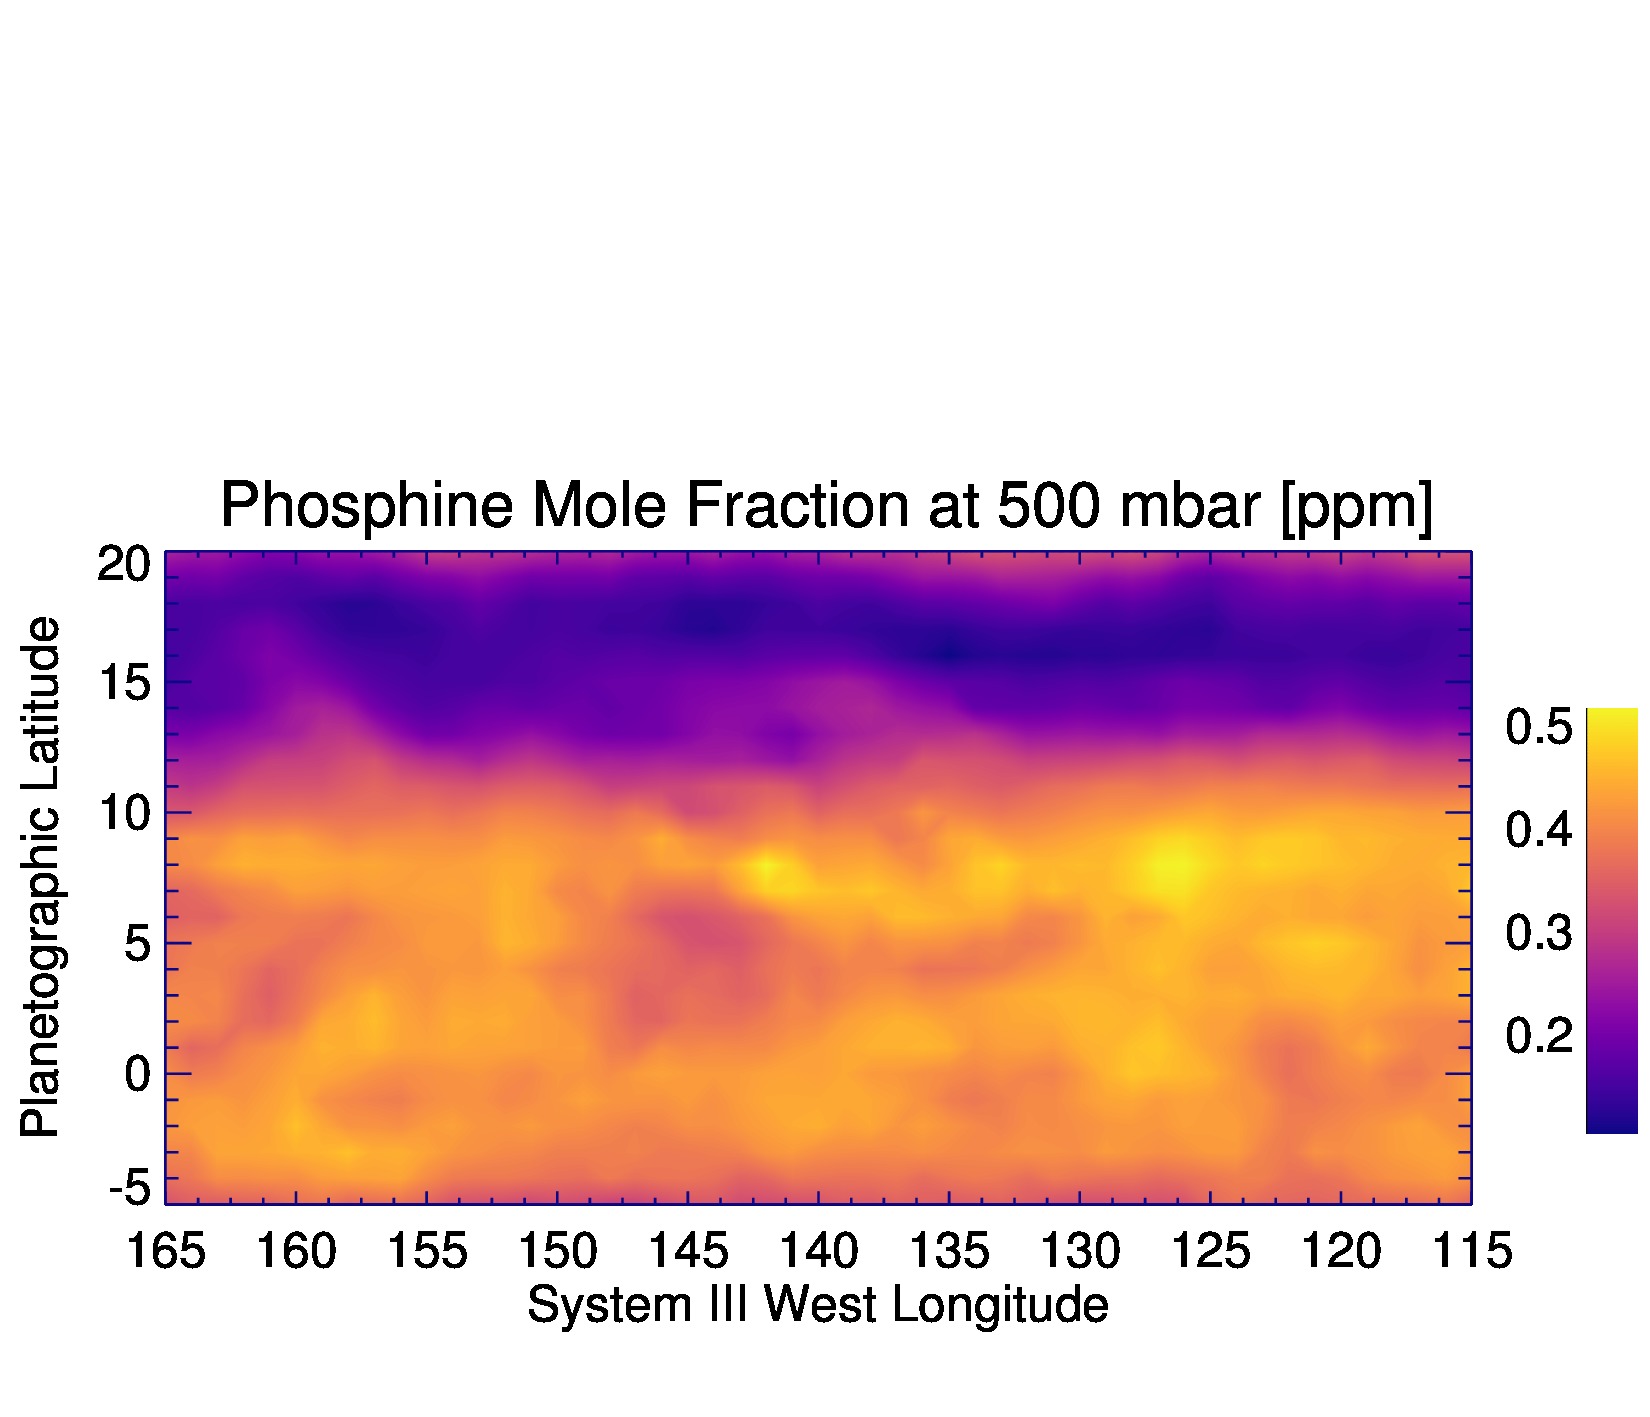 Phosphine Mole Fraction at 500 mbar [ppm]
20
15
10
5
0
-5
Planetographic Latitude
165 160 155 150 145 140 135 130 125 120 115
System III West Longitude
0.5
0.4
0.3
0.2